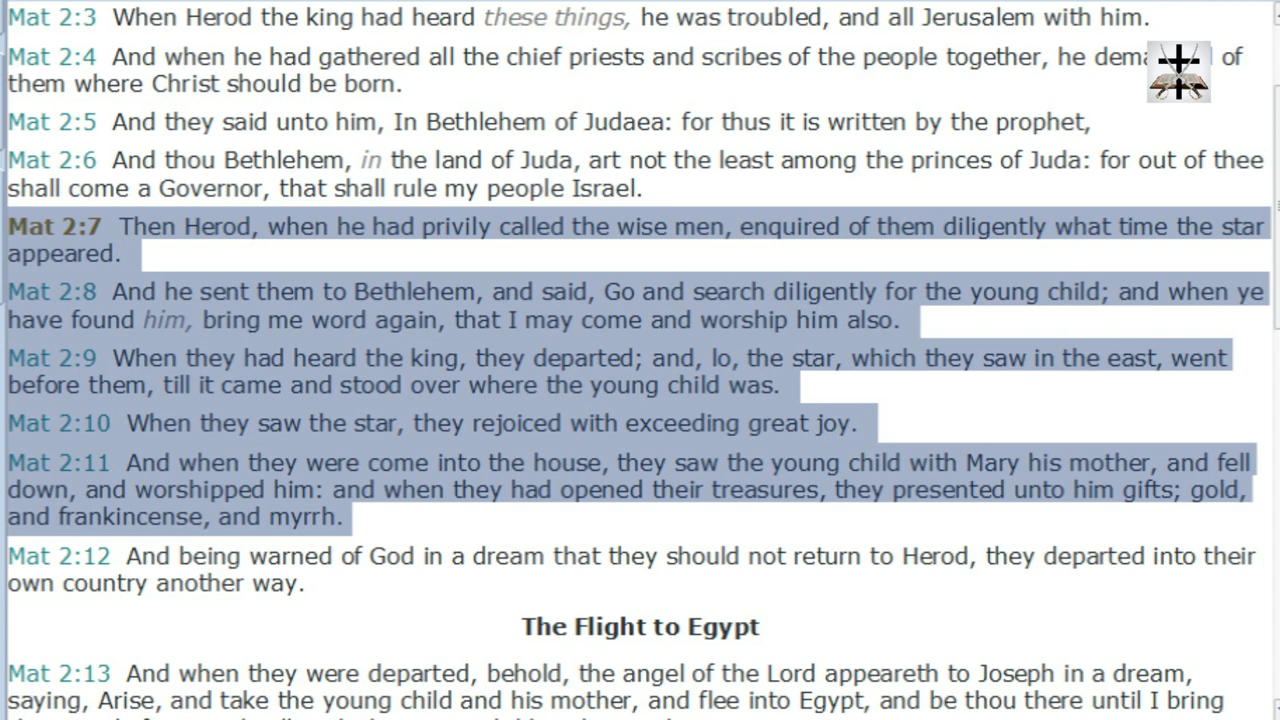 Mat 2:3 When Herod the king had heard these things, he was troubled, and all Jerusalem with him.
Mat 2:4 And when he had gathered all the chief priests and scribes of the people together, he dema of
them where Christ should be born.
Mat 2:5 And they said unto him, In Bethlehem of Judaea: for thus it is written by the prophet,
Mat 2:6 And thou Bethlehem, in the land of Juda, art not the least among the princes of Juda: for out of thee
shall come a Governor, that shall rule my people Israel.
Mat 2:7 Then Herod, when he had privily called the wise men, enquired of them diligently what time the star
appeared.
Mat 2:8 And he sent them to Bethlehem, and said, Go and search diligently for the young child; and when ye
have found him, bring me word again, that I may come and worship him also.
Mat 2:9 When they had heard the king, they departed; and, lo, the star, which they saw in the east, went
before them, till it came and stood over where the young child was.
Mat 2:10 When they saw the star, they rejoiced with exceeding great joy.
Mat 2:11 And when they were come into the house, they saw the young child with Mary his mother, and fell
down, and worshipped him: and when they had opened their treasures, they presented unto him gifts; gold,
and frankincense, and myrrh.
Mat 2:12 And being warned of God in a dream that they should not return to Herod, they departed into their
own country another way.
The Flight to Egypt
Mat 2:13 And when they were departed, behold, the angel of the Lord appeareth to Joseph in a dream,
saying, Arise, and take the young child and his mother, and flee into Egypt, and be thou there until I bring